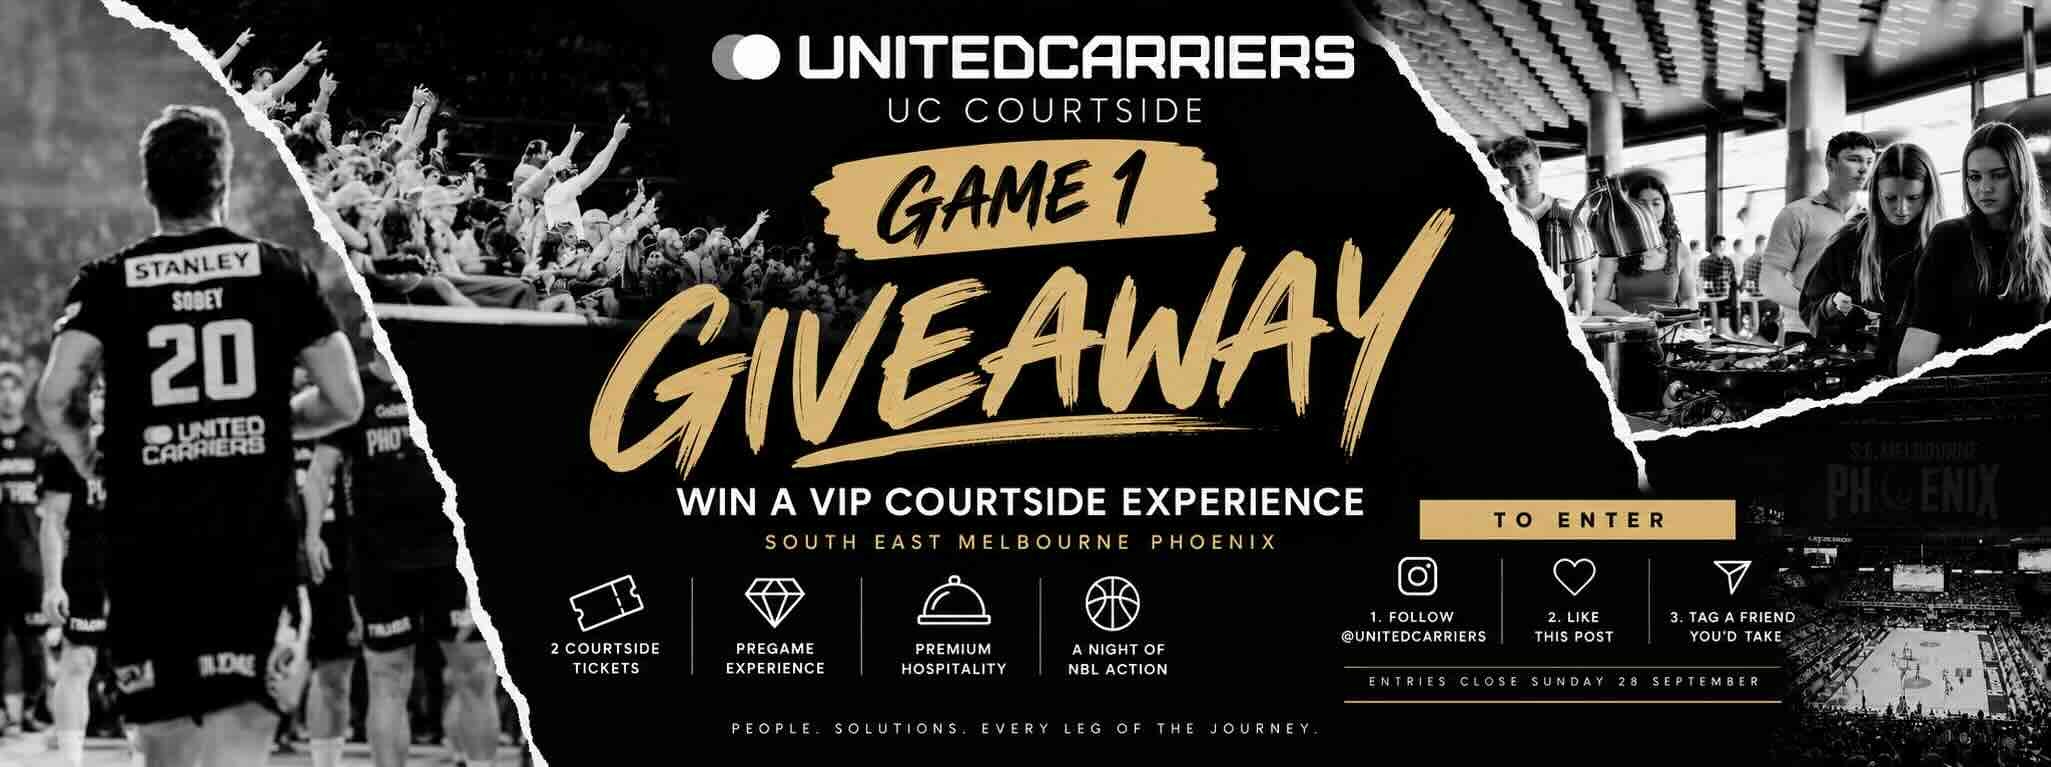 UNITEDCARRIERS
UC COURTSIDE
GAME 1
GIVEAWAY
WIN A VIP COURTSIDE EXPERIENCE
SOUTH EAST MELBOURNE PHOENIX
2 COURTSIDE
TICKETS
PREGAME
EXPERIENCE
PREMIUM
HOSPITALITY
A NIGHT OF
NBL ACTION
TO ENTER
1. FOLLOW
@UNITEDCARRIERS
2. LIKE
THIS POST
3. TAG A FRIEND
YOU'D TAKE
ENTRIES CLOSE SUNDAY 28 SEPTEMBER
PEOPLE. SOLUTIONS. EVERY LEG OF THE JOURNEY.
STANLEY
SOBEY
20
UNITED
CARRIERS
S.E. MELBOURNE
PHOENIX